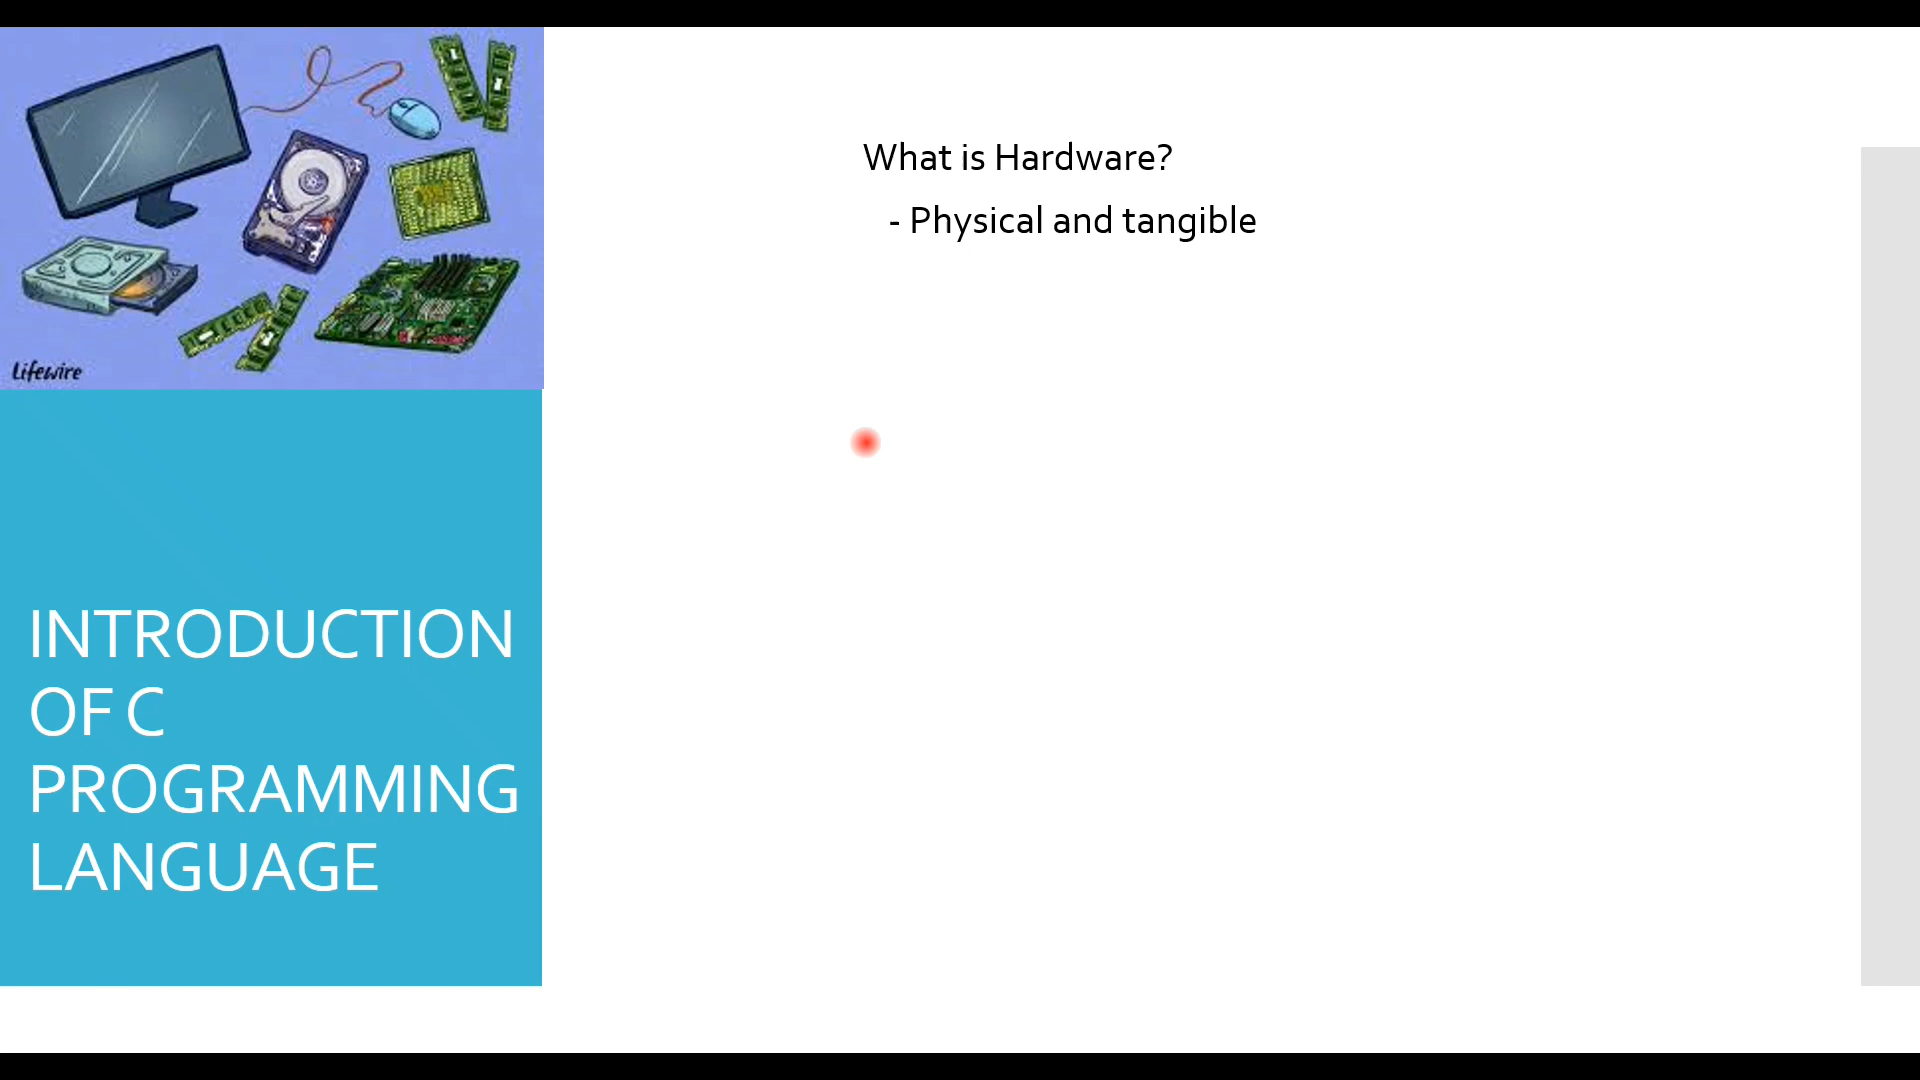 Lifewire
INTRODUCTION
OF C
PROGRAMMING
LANGUAGE
What is Hardware?
- Physical and tangible